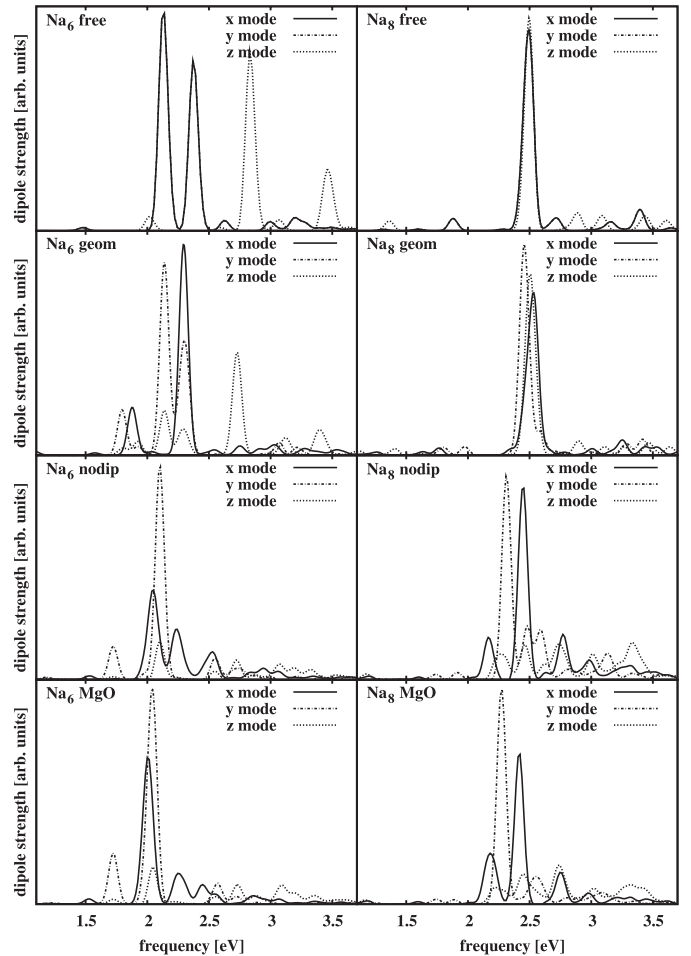 Na6 free
x mode
y mode
z mode
dipole strength [arb. units]
Na8 free
x mode
y mode
z mode
Na6 geom
x mode
y mode
z mode
dipole strength [arb. units]
Na8 geom
x mode
y mode
z mode
Na6 nodip
x mode
y mode
z mode
dipole strength [arb. units]
Na8 nodip
x mode
y mode
z mode
Na6 MgO
x mode
y mode
z mode
dipole strength [arb. units]
Na8 MgO
x mode
y mode
z mode
1.5 2 2.5 3 3.5 1.5 2 2.5 3 3.5
frequency [eV] frequency [eV]